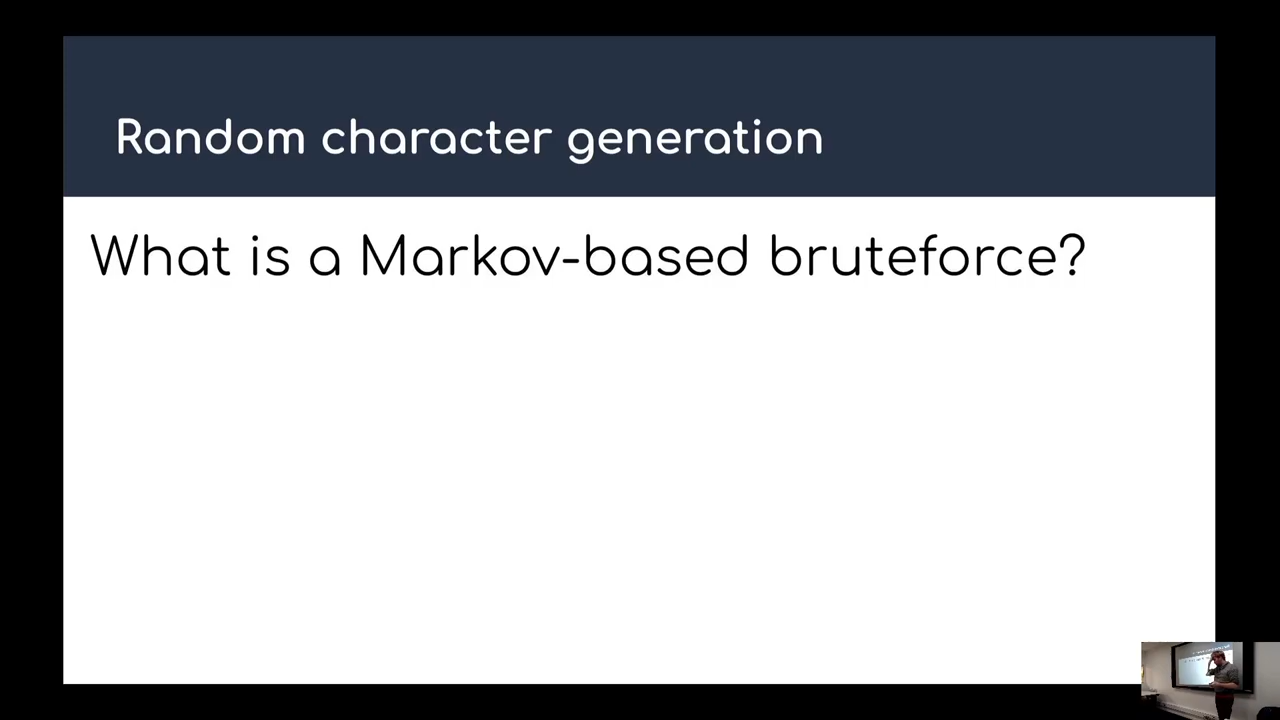 Random character generation
What is a Markov-based bruteforce?